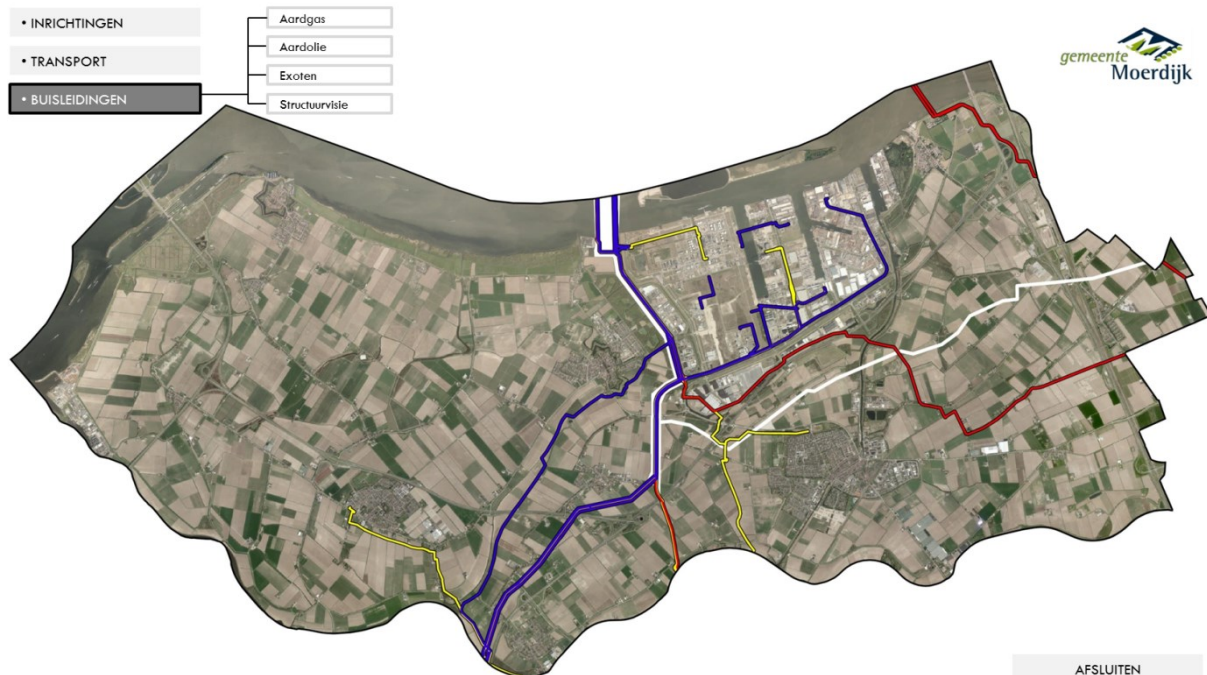 • INRICHTINGEN
• TRANSPORT
• BUISLEIDINGEN
Aardgas
Aardolie
Exoten
Structuurvisie
gemeente
Moerdijk
AFSLUITEN